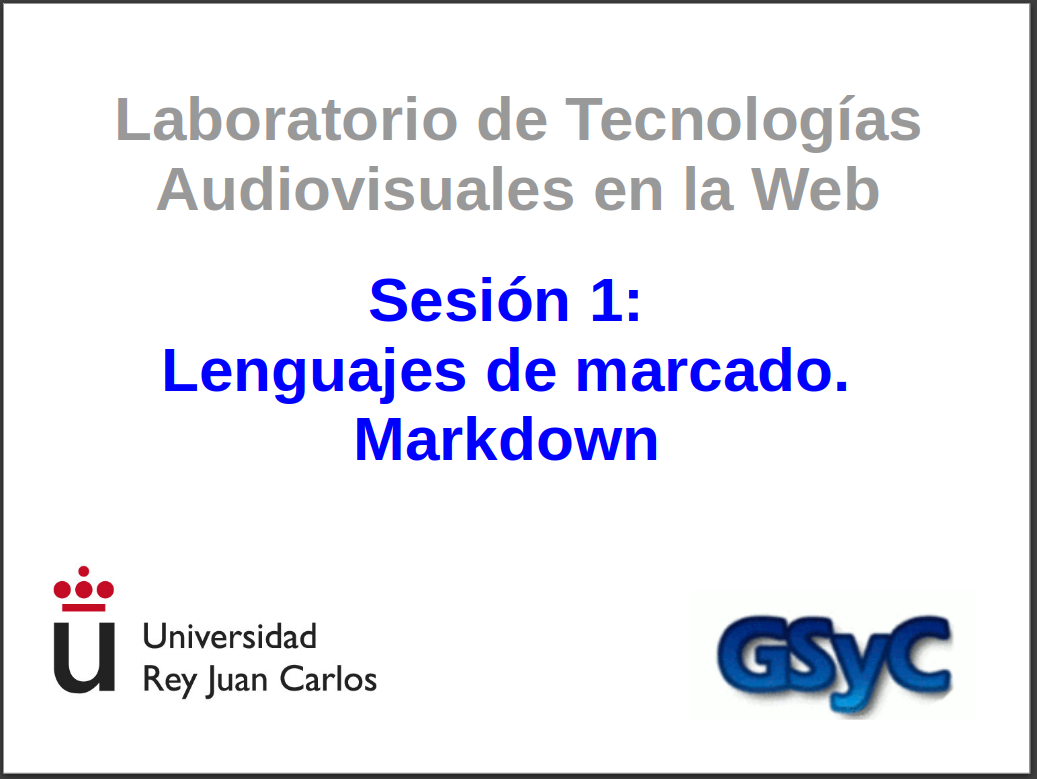 Laboratorio de Tecnologías
Audiovisuales en la Web
Sesión 1:
Lenguajes de marcado.
Markdown
u
Universidad
Rey Juan Carlos
GSyC